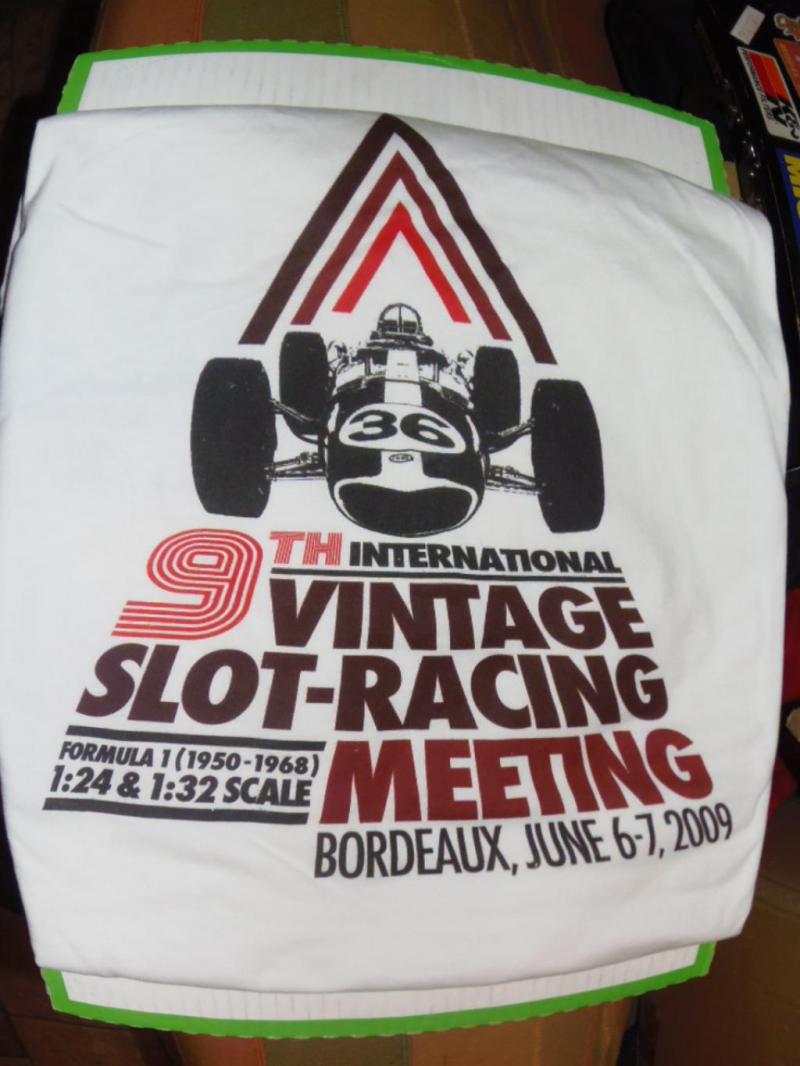 36
9TH INTERNATIONAL
VINTAGE
SLOT-RACING
FORMULA 1 (1950-1968)
1:24 & 1:32 SCALE
MEETING
BORDEAUX, JUNE 6-7, 2009